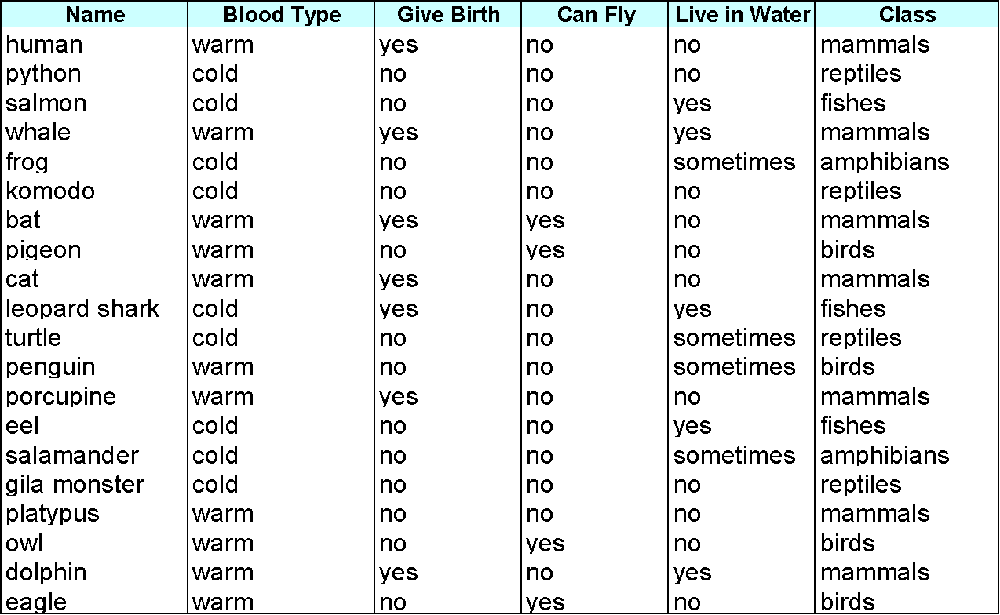 Name Blood Type Give Birth Can Fly Live in Water Class
human warm yes no no mammals
python cold no no no reptiles
salmon cold no no yes fishes
whale warm yes no yes mammals
frog cold no no sometimes amphibians
komodo cold no no no reptiles
bat warm yes yes no mammals
pigeon warm no yes no birds
cat warm yes no no mammals
leopard shark cold yes no yes fishes
turtle cold no no sometimes reptiles
penguin warm no no sometimes birds
porcupine warm yes no no mammals
eel cold no no yes fishes
salamander cold no no sometimes amphibians
gila monster cold no no no reptiles
platypus warm no no no mammals
owl warm no yes no birds
dolphin warm yes no yes mammals
eagle warm no yes no birds